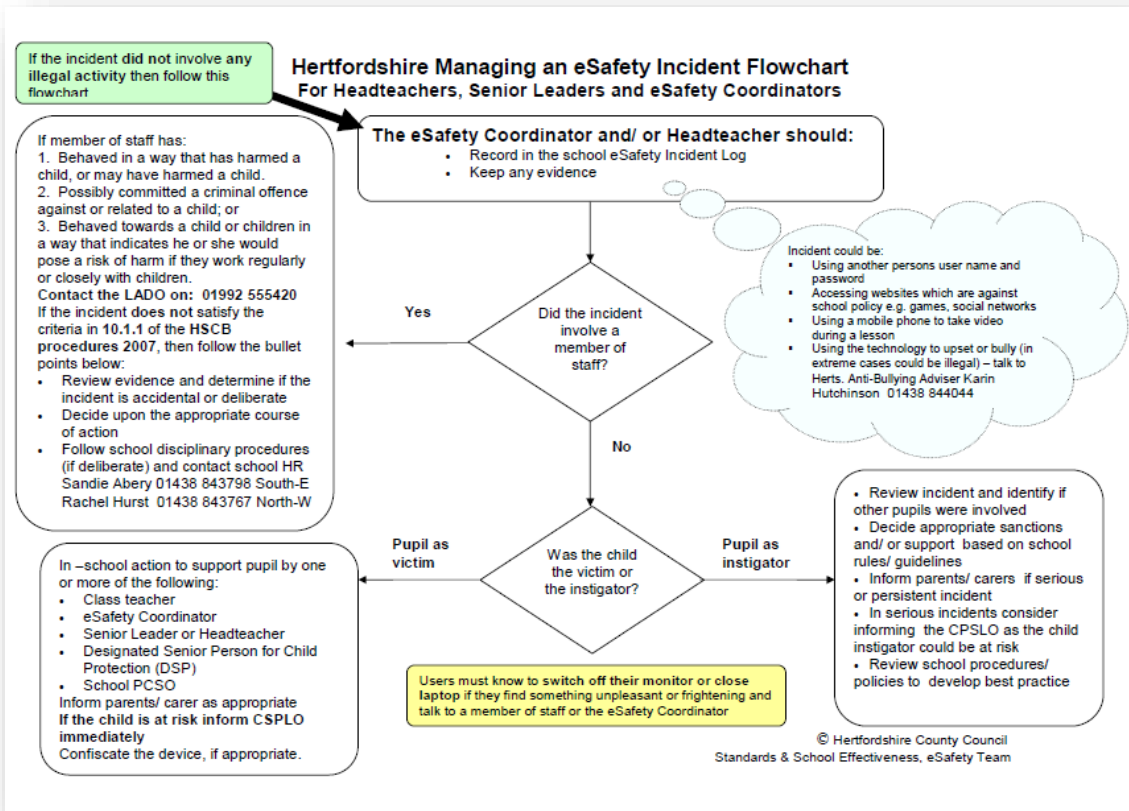 If the incident did not involve any
illegal activity then follow this
flowchart
Hertfordshire Managing an eSafety Incident Flowchart
For Headteachers, Senior Leaders and eSafety Coordinators
The eSafety Coordinator and/ or Headteacher should:
• Record in the school eSafety Incident Log
• Keep any evidence
If member of staff has:
1. Behaved in a way that has harmed a
child, or may have harmed a child.
2. Possibly committed a criminal offence
against or related to a child; or
3. Behaved towards a child or children in
a way that indicates he or she would
pose a risk of harm if they work regularly
or closely with children.
Contact the LADO on: 01992 555420
If the incident does not satisfy the
criteria in 10.1.1 of the HSCB
procedures 2007, then follow the bullet
points below:
• Review evidence and determine if the
incident is accidental or deliberate
• Decide upon the appropriate course
of action
• Follow school disciplinary procedures
(if deliberate) and contact school HR
Sandie Abery 01438 843798 South-E
Rachel Hurst 01438 843767 North-W
Yes
Did the incident
involve a
member of
staff?
Incident could be:
▪ Using another persons user name and
password
▪ Accessing websites which are against
school policy e.g. games, social networks
▪ Using a mobile phone to take video
during a lesson
▪ Using the technology to upset or bully (in
extreme cases could be illegal) – talk to
Herts. Anti-Bullying Adviser Karin
Hutchinson 01438 844044
No
Pupil as
victim
Was the child
the victim or
the instigator?
Pupil as
instigator
In –school action to support pupil by one
or more of the following:
• Class teacher
• eSafety Coordinator
• Senior Leader or Headteacher
• Designated Senior Person for Child
Protection (DSP)
• School PCSO
Inform parents/ carer as appropriate
If the child is at risk inform CSPLO
immediately
Confiscate the device, if appropriate.
• Review incident and identify if
other pupils were involved
• Decide appropriate sanctions
and/ or support based on school
rules/ guidelines
• Inform parents/ carers if serious
or persistent incident
• In serious incidents consider
informing the CPSLO as the child
instigator could be at risk
• Review school procedures/
policies to develop best practice
Users must know to switch off their monitor or close
laptop if they find something unpleasant or frightening and
talk to a member of staff or the eSafety Coordinator
© Hertfordshire County Council
Standards & School Effectiveness, eSafety Team